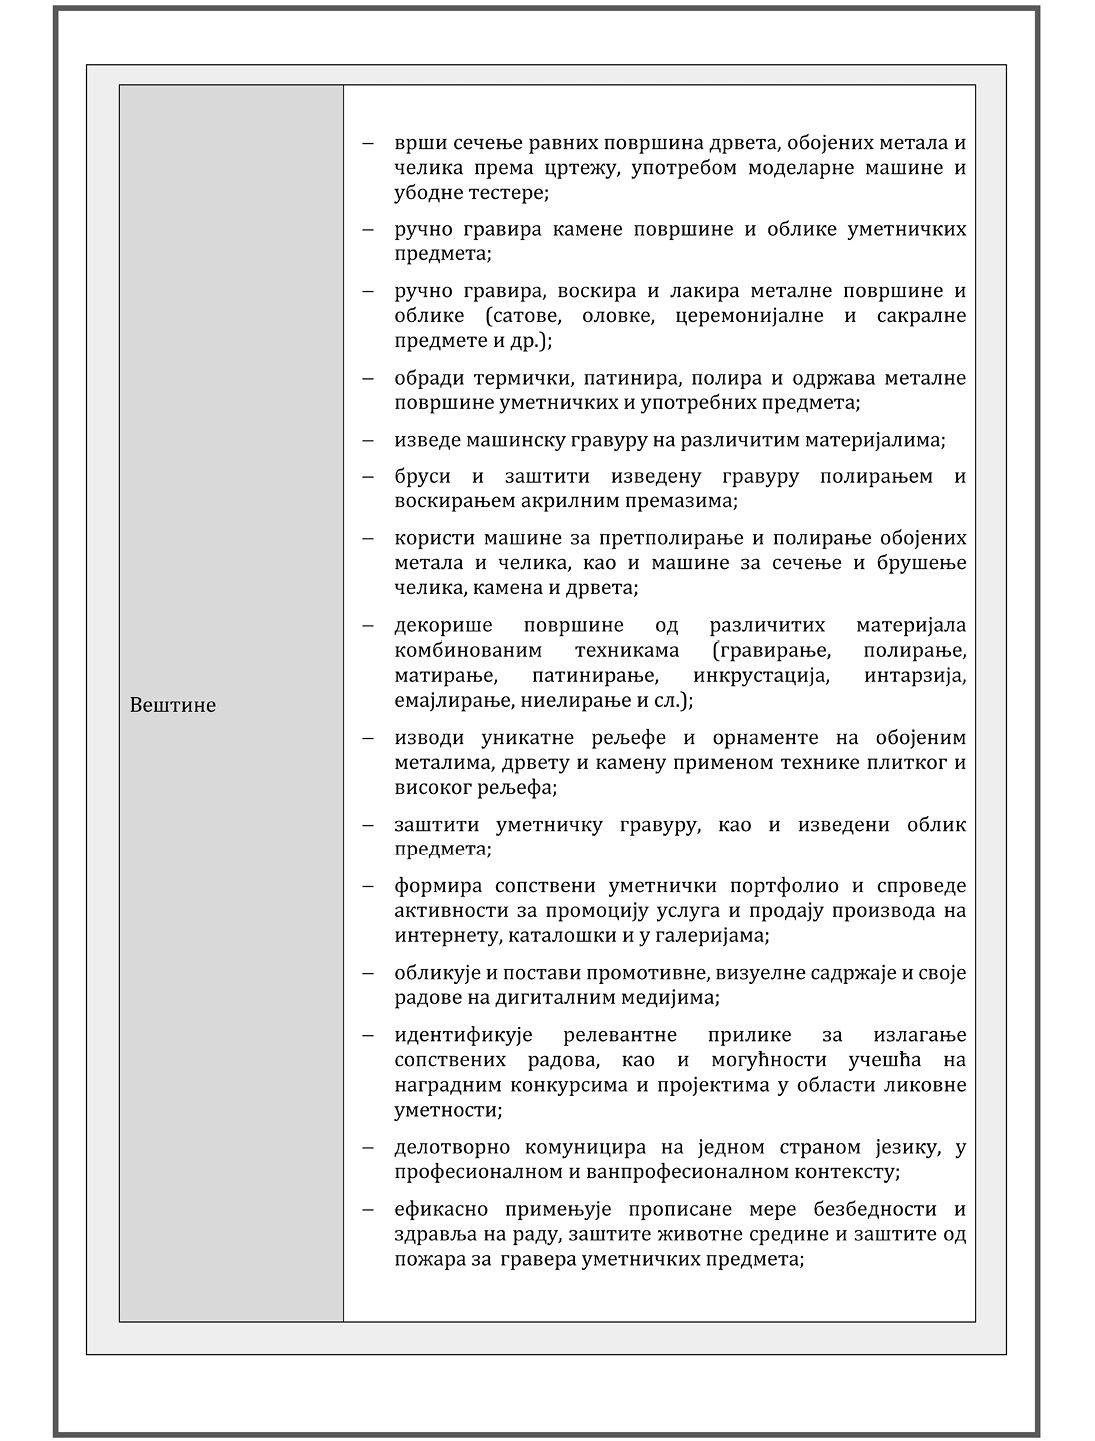 Вештине
– врши сечење равних површина дрвета, обојених метала и
челика према цртежу, употребом моделарне машине и
убодне тестере;
– ручно гравира камене површине и облике уметничких
предмета;
– ручно гравира, воскира и лакира металне површине и
облике (сатове, оловке, церемонијалне и сакралне
предмете и др.);
– обради термички, патинира, полира и одржава металне
површине уметничких и употребних предмета;
– изведе машинску гравуру на различитим материјалима;
– бруси и заштити изведену гравуру полирањем и
воскирањем акрилним премазима;
– користи машине за претполирање и полирање обојених
метала и челика, као и машине за сечење и брушење
челика, камена и дрвета;
– декорише површине од различитих материјала
комбинованим техникама (гравирање, полирање,
матирање, патинирање, инкрустација, интарзија,
емајлирање, ниелирање и сл.);
– изводи уникатне рељефе и орнаменте на обојеним
металима, дрвету и камену применом технике плитког и
високог рељефа;
– заштити уметничку гравуру, као и изведени облик
предмета;
– формира сопствени уметнички портфолио и спроведе
активности за промоцију услуга и продају производа на
интернету, каталошки и у галеријама;
– обликује и постави промотивне, визуелне садржаје и своје
радове на дигиталним медијима;
– идентификује релевантне прилике за излагање
сопствених радова, као и могућности учешћа на
наградним конкурсима и пројектима у области ликовне
уметности;
– делотворно комуницира на једном страном језику, у
професионалном и ванпрофесионалном контексту;
– ефикасно примењује прописане мере безбедности и
здравља на раду, заштите животне средине и заштите од
пожара за гравера уметничких предмета;